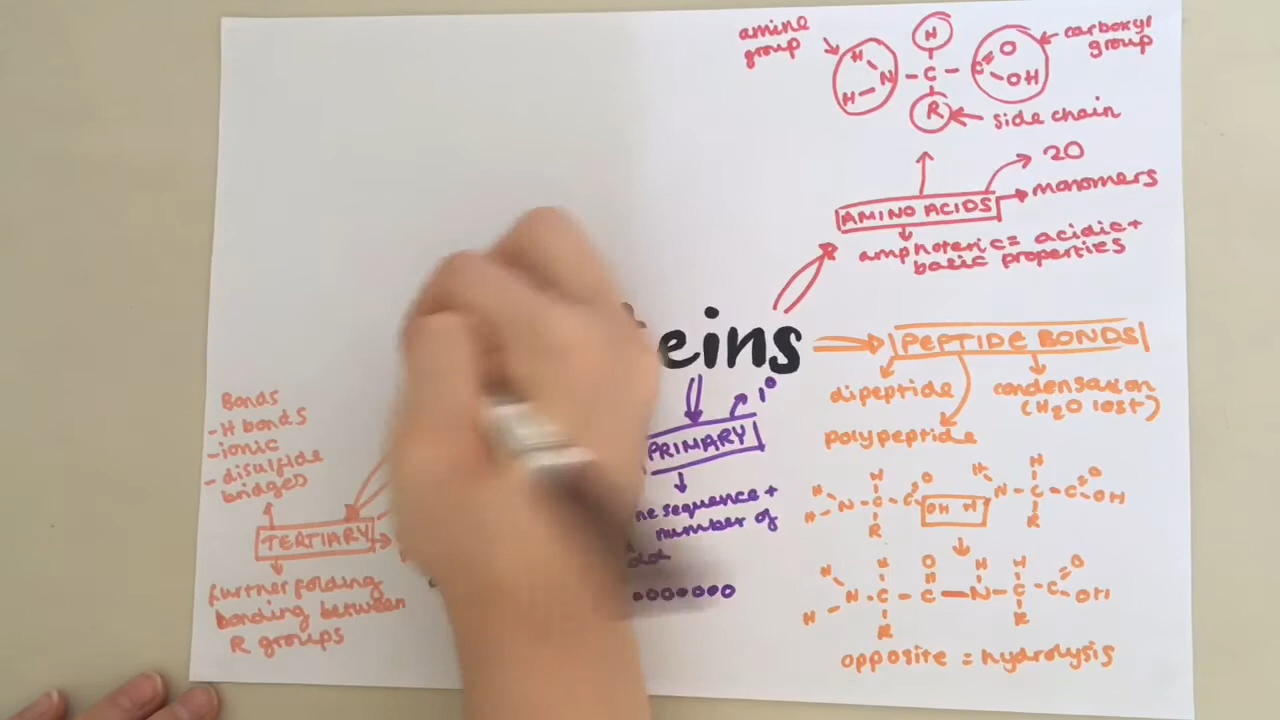 eins
amine
group
H
H
N
H
C
R
C
O
OH
carboxyl
group
side chain
20
monomers
AMINO ACIDS
amphoteric = acidic +
basic properties
PEPTIDE BONDS
dipeptide
condensation
(H2O lost)
polypeptide
H
H
N
H
C
R
C
O
OH H
H
N
H
C
R
C
O
OH
H
H
N
H
C
R
O
C
H
N
H
C
R
C
O
OH
opposite = hydrolysis
1°
PRIMARY
sequence +
number of
Bonds
- H bonds
- ionic
- disulfide
bridges
TERTIARY
further folding
bonding between
R groups